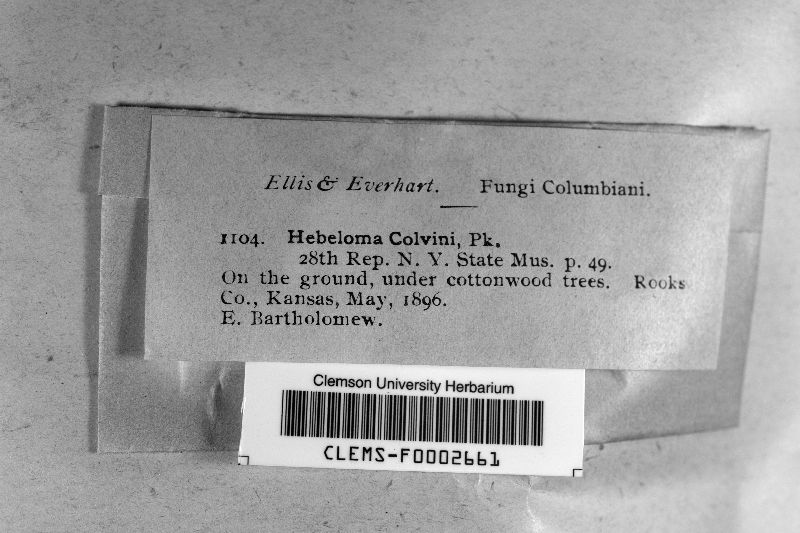 Ellis & Everhart. Fungi Columbiani.
1104. Hebeloma Colvini, Pk.
28th Rep. N. Y. State Mus. p. 49.
On the ground, under cottonwood trees. Rooks
Co., Kansas, May, 1896.
E. Bartholomew.
Clemson University Herbarium
CLEMS-F0002661